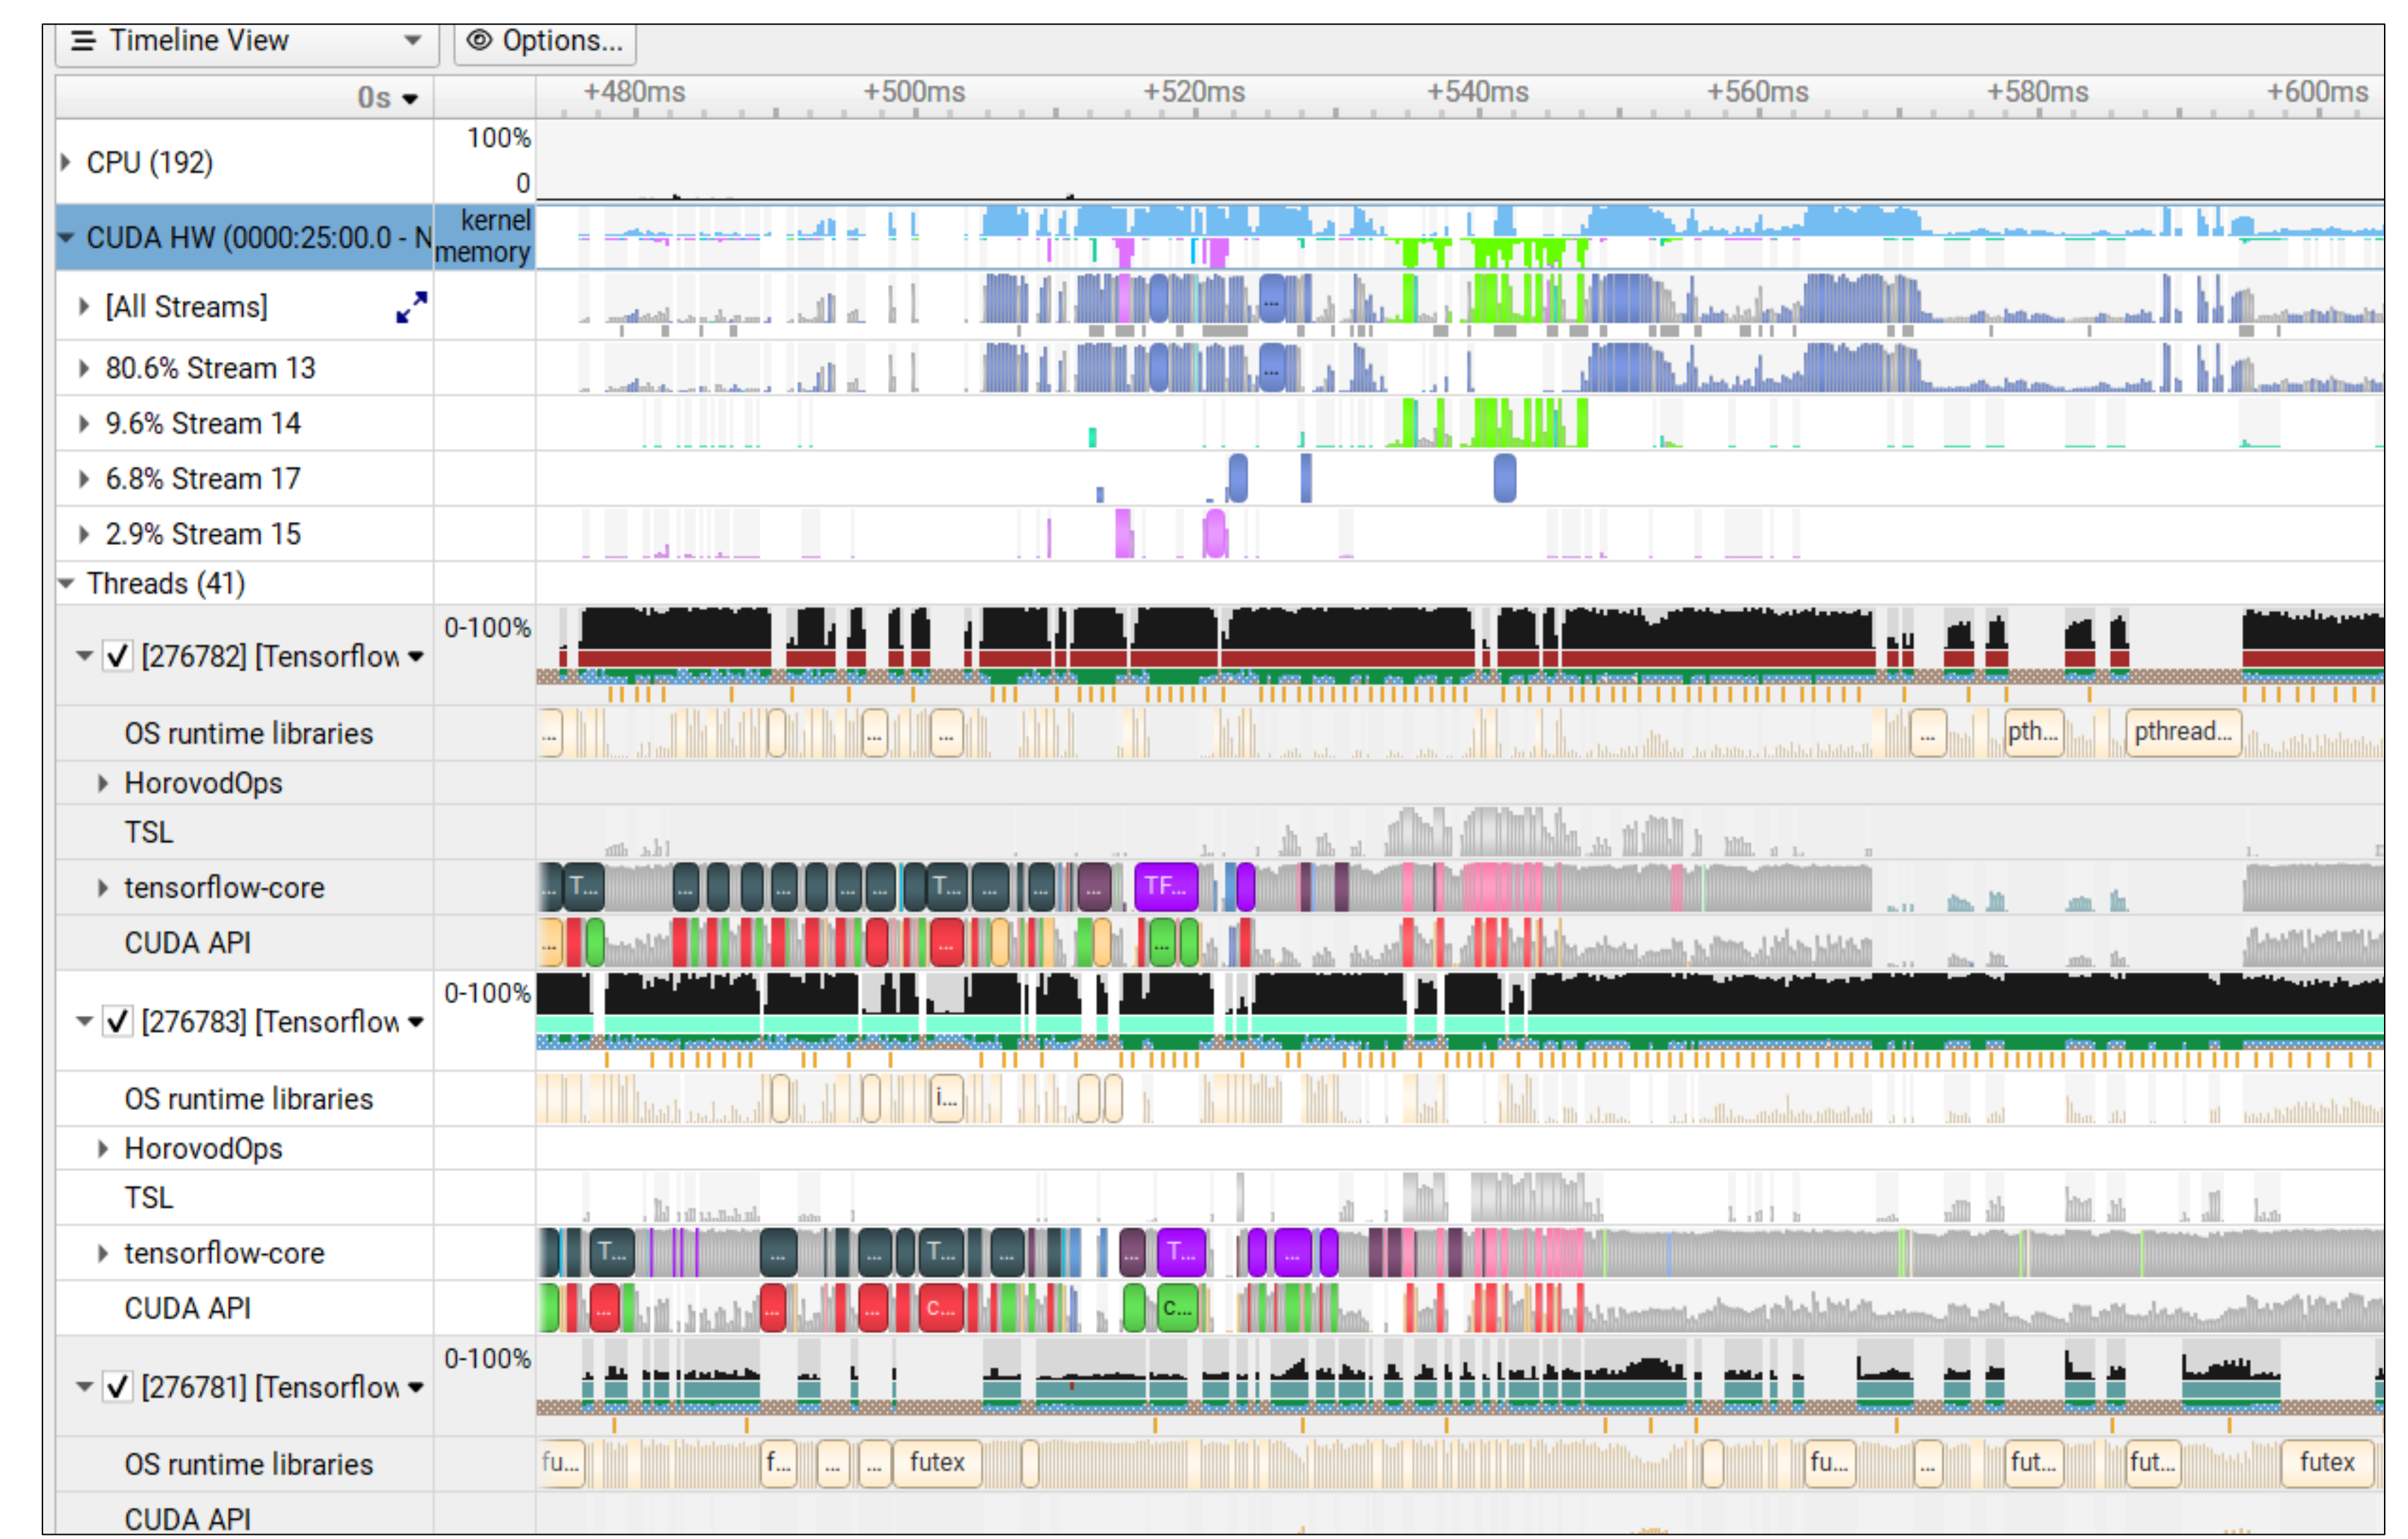 Timeline View
Options...
0s
+480ms +500ms +520ms +540ms +560ms +580ms +600ms
CPU (192)
100%
0
CUDA HW (0000:25:00.0 - N
kernel
memory
[All Streams]
...
80.6% Stream 13
...
9.6% Stream 14
6.8% Stream 17
2.9% Stream 15
Threads (41)
[276782] [Tensorflow
0-100%
OS runtime libraries
... ... ... ... pth... pthread...
HorovodOps
TSL
tensorflow-core
... T... ... ... ... ... T... ... ... ... TF...
CUDA API
... ... ...
[276783] [Tensorflow
0-100%
OS runtime libraries
i...
HorovodOps
TSL
tensorflow-core
T... ... ... T... ... ... T... ...
CUDA API
... ... ... c... c...
[276781] [Tensorflow
0-100%
OS runtime libraries
fu... f... ... ... futex fu... ... fut... fut... futex
CUDA API